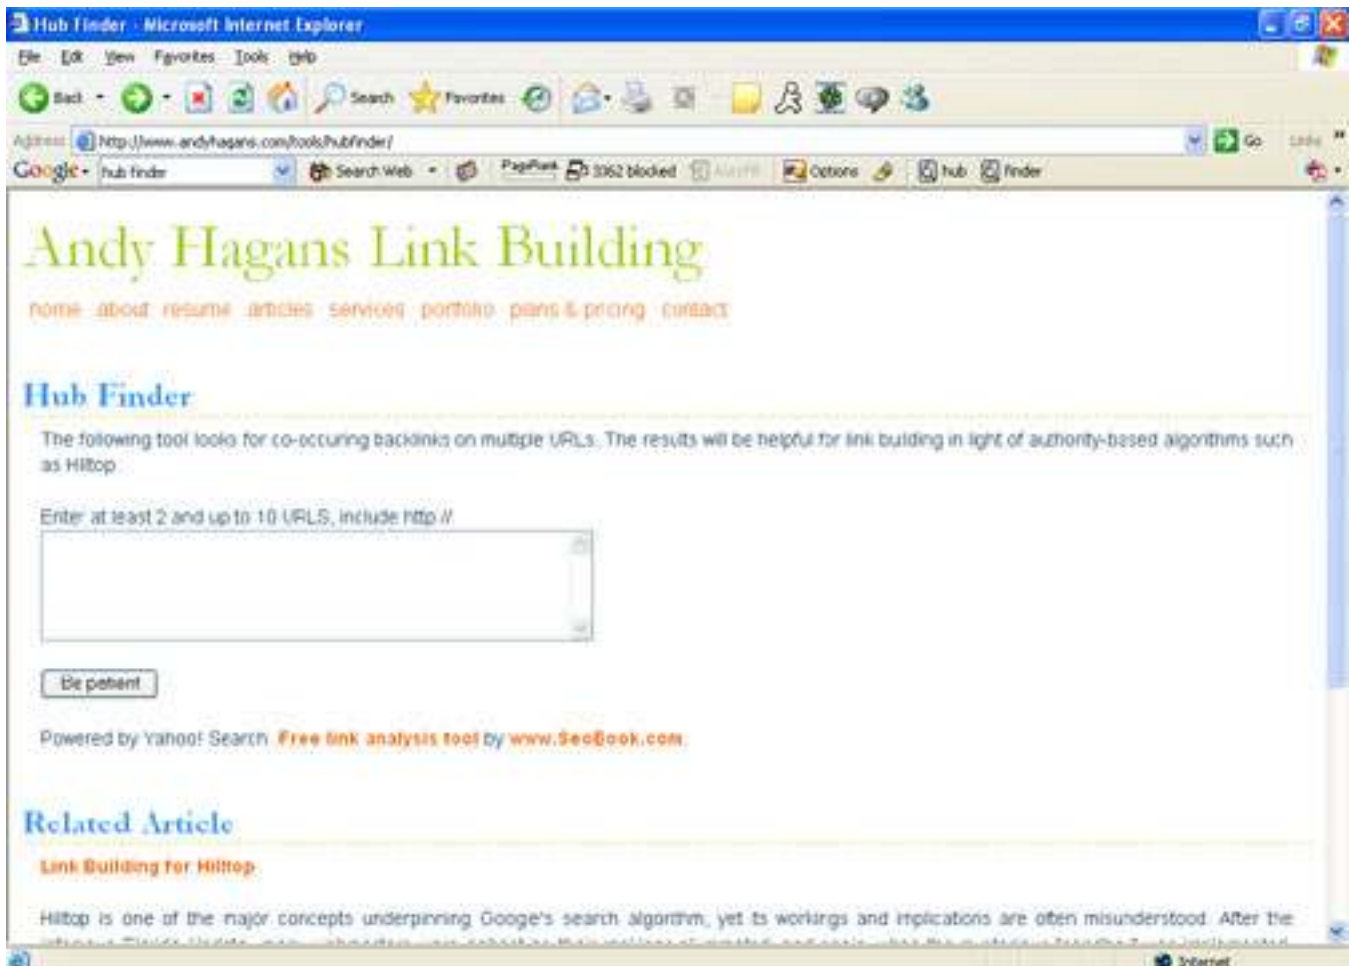 Hub Finder - Microsoft Internet Explorer
File Edit View Favorites Tools Help
Back Search Favorites
Address http://www.andyhagans.com/tools/hubfinder/ Go Links
Google hub finder Search Web PageRank 3362 blocked AutoFill Options hub finder
Andy Hagans Link Building
home about resume articles services portfolio plans & pricing contact
Hub Finder
The following tool looks for co-occuring backlinks on multiple URLs. The results will be helpful for link building in light of authority-based algorithms such
as Hilltop.
Enter at least 2 and up to 10 URLS, include http://
Be patient
Powered by Yahoo! Search. Free link analysis tool by www.SeoBook.com.
Related Article
Link Building for Hilltop
Hilltop is one of the major concepts underpinning Googe's search algorithm, yet its workings and implications are often misunderstood. After the
Internet